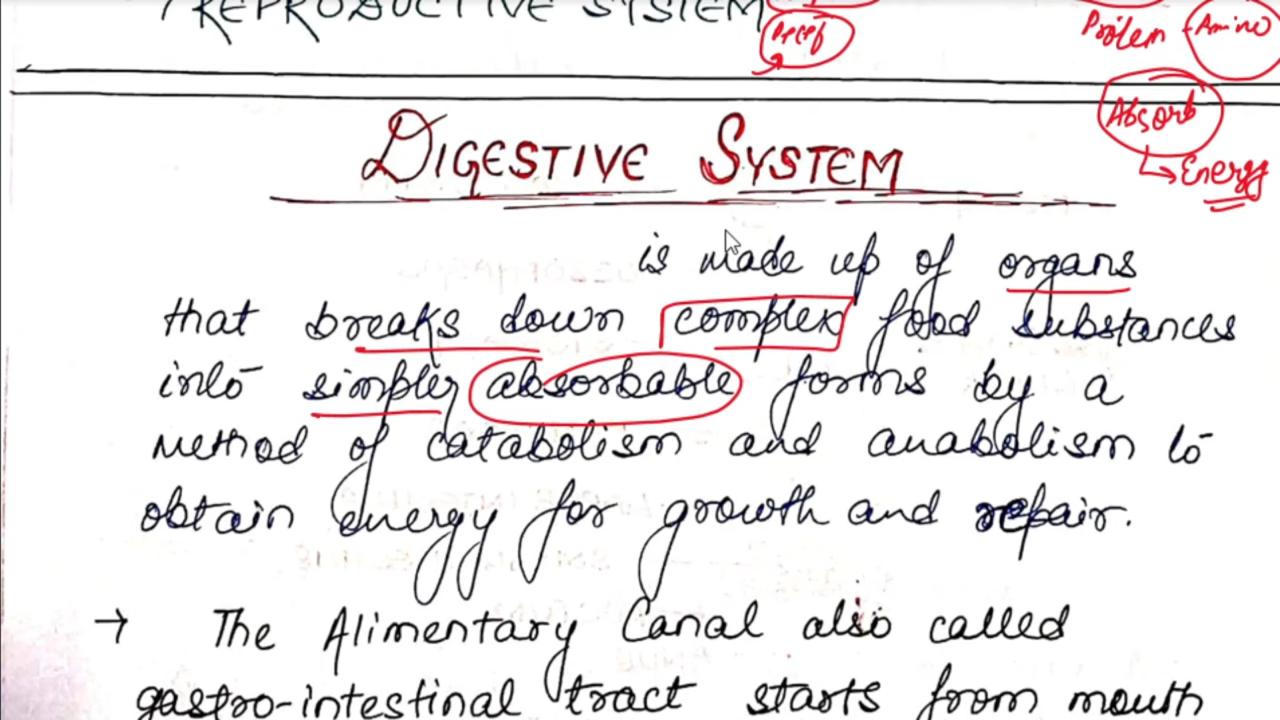 REPRODUCTIVE SYSTEM
Protem - Amino
Absorb
↳ Energy
DIGESTIVE SYSTEM
is made up of organs
that breaks down complex food substances
into simpler absorbable forms by a
method of catabolism and anabolism to
obtain energy for growth and repair.
→ The Alimentary Canal also called
gastro-intestinal tract starts from mouth